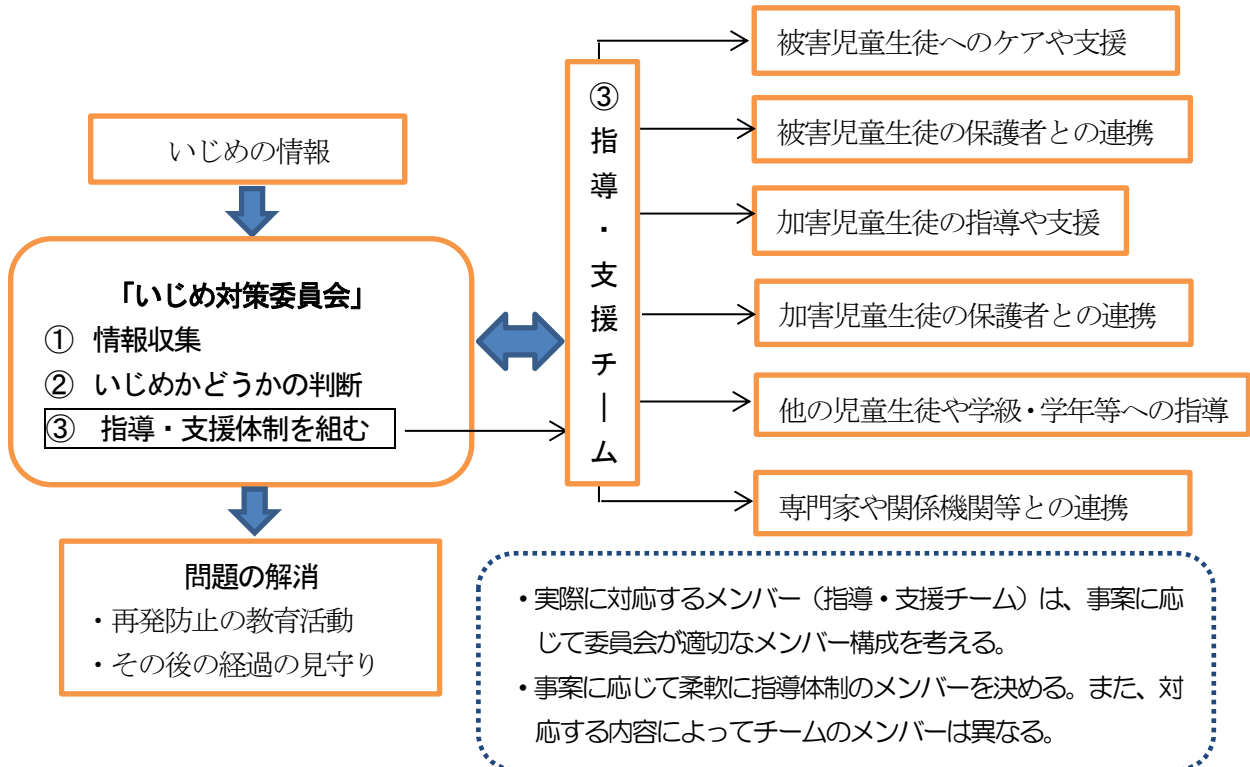 いじめの情報
「いじめ対策委員会」
① 情報収集
② いじめかどうかの判断
③ 指導・支援体制を組む
問題の解消
・再発防止の教育活動
・その後の経過の見守り
③指導・支援チーム
被害児童生徒へのケアや支援
被害児童生徒の保護者との連携
加害児童生徒の指導や支援
加害児童生徒の保護者との連携
他の児童生徒や学級・学年等への指導
専門家や関係機関等との連携
・実際に対応するメンバー（指導・支援チーム）は、事案に応
じて委員会が適切なメンバー構成を考える。
・事案に応じて柔軟に指導体制のメンバーを決める。また、対
応する内容によってチームのメンバーは異なる。